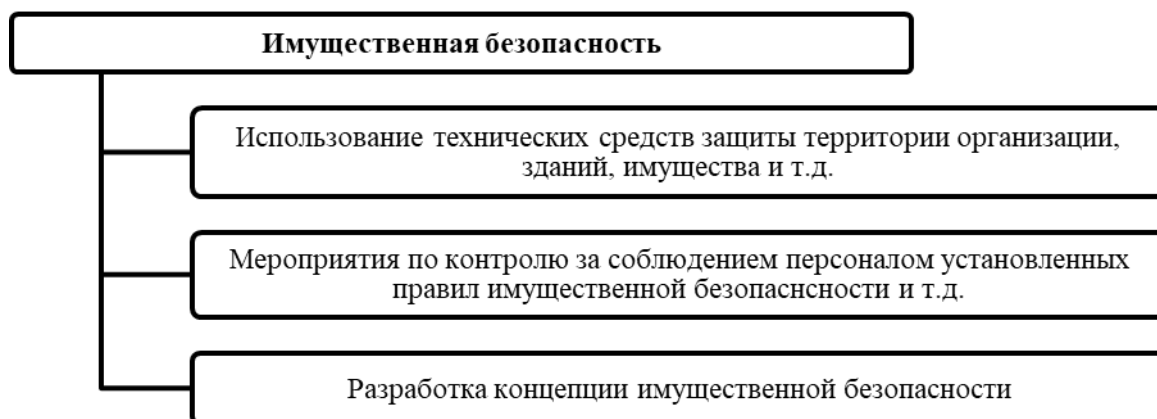 Имущественная безопасность
Использование технических средств защиты территории организации,
зданий, имущества и т.д.
Мероприятия по контролю за соблюдением персоналом установленных
правил имущественной безопаснсности и т.д.
Разработка концепции имущественной безопасности